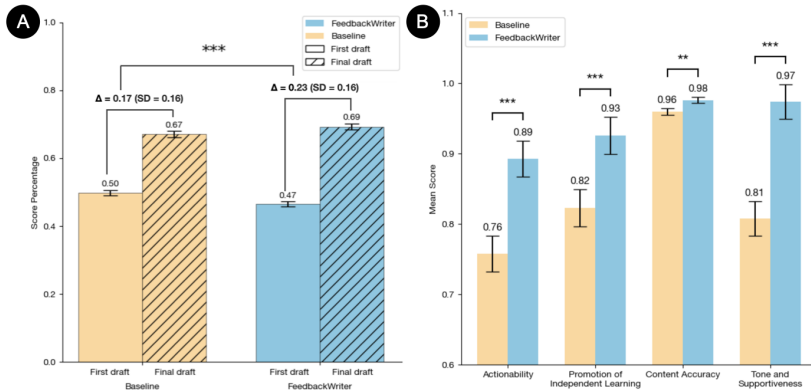 A
1.0
0.8
0.6
0.4
0.2
0.0
Score Percentage
FeedbackWriter
Baseline
First draft
Final draft
***
Δ = 0.17 (SD = 0.16)
Δ = 0.23 (SD = 0.16)
0.50
0.67
0.47
0.69
First draft
Final draft
First draft
Final draft
Baseline
FeedbackWriter
B
1.1
1.0
0.9
0.8
0.7
0.6
Mean Score
Baseline
FeedbackWriter
***
***
**
***
0.76
0.89
0.82
0.93
0.96
0.98
0.81
0.97
Actionability
Promotion of
Independent Learning
Content Accuracy
Tone and
Supportiveness